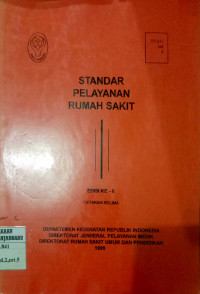 STANDAR
PELAYANAN
RUMAH SAKIT
EDISI KE - II
CETAKAN KELIMA
DEPARTEMEN KESEHATAN REPUBLIK INDONESIA
DIREKTORAT JENDERAL PELAYANAN MEDIK
DIREKTORAT RUMAH SAKIT UMUM DAN PENDIDIKAN